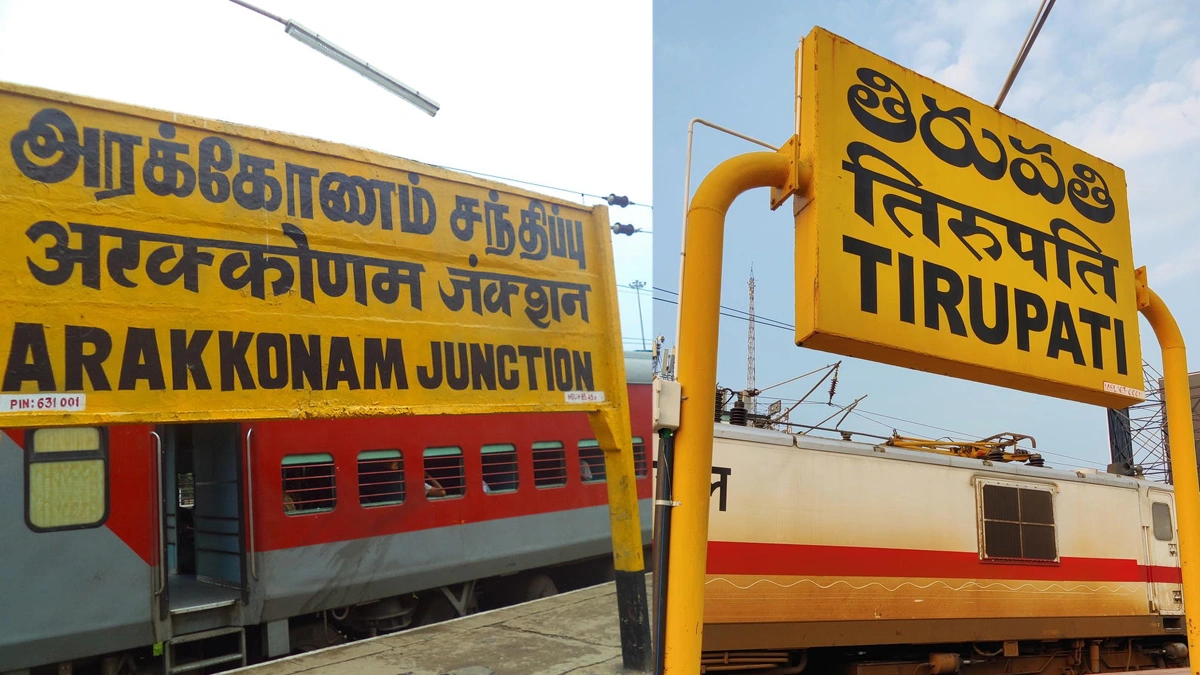 அரக்கோணம் சந்திப்பு
अरक्कोणम जंक्शन
ARAKKONAM JUNCTION
PIN: 631 001
తిరుపతి
तिरुपति
TIRUPATI